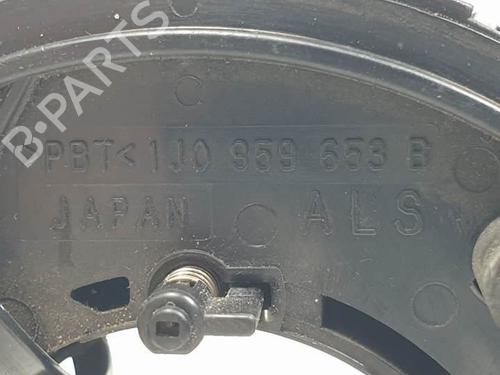 B-PARTS
PBT< 1J0 959 653 B
JAPAN ALS